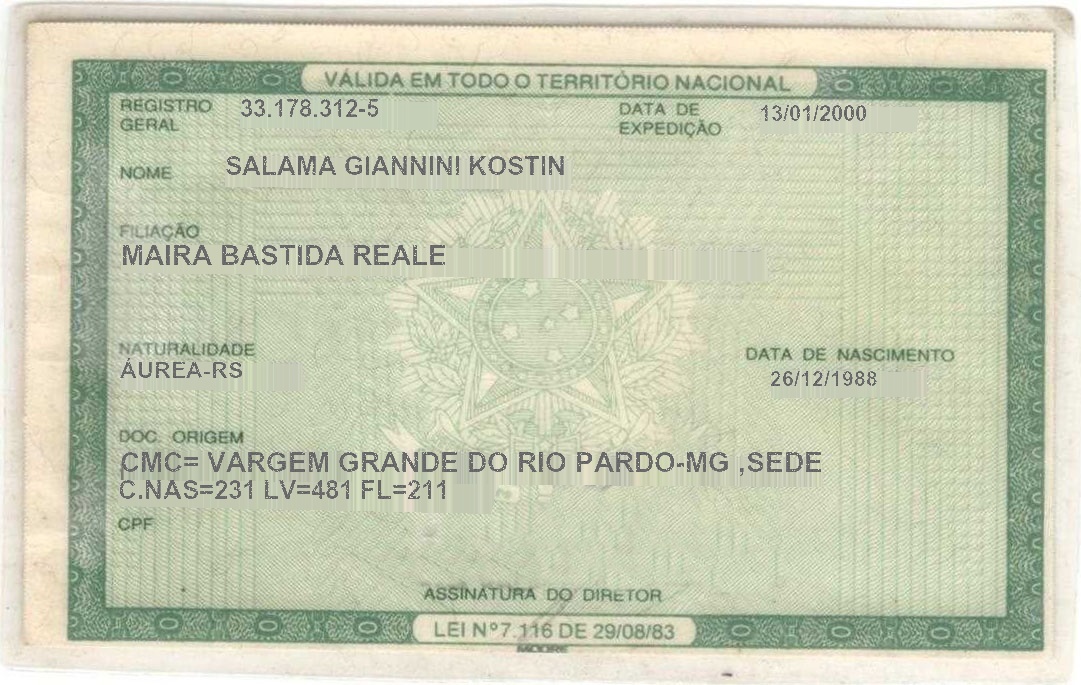 VÁLIDA EM TODO O TERRITÓRIO NACIONAL
REGISTRO GERAL 33.178.312-5 DATA DE EXPEDIÇÃO 13/01/2000
NOME SALAMA GIANNINI KOSTIN
FILIAÇÃO
MAIRA BASTIDA REALE
NATURALIDADE DATA DE NASCIMENTO
ÁUREA-RS 26/12/1988
DOC. ORIGEM
CMC= VARGEM GRANDE DO RIO PARDO-MG ,SEDE
C.NAS=231 LV=481 FL=211
CPF
ASSINATURA DO DIRETOR
LEI Nº 7.116 DE 29/08/83
MOORE